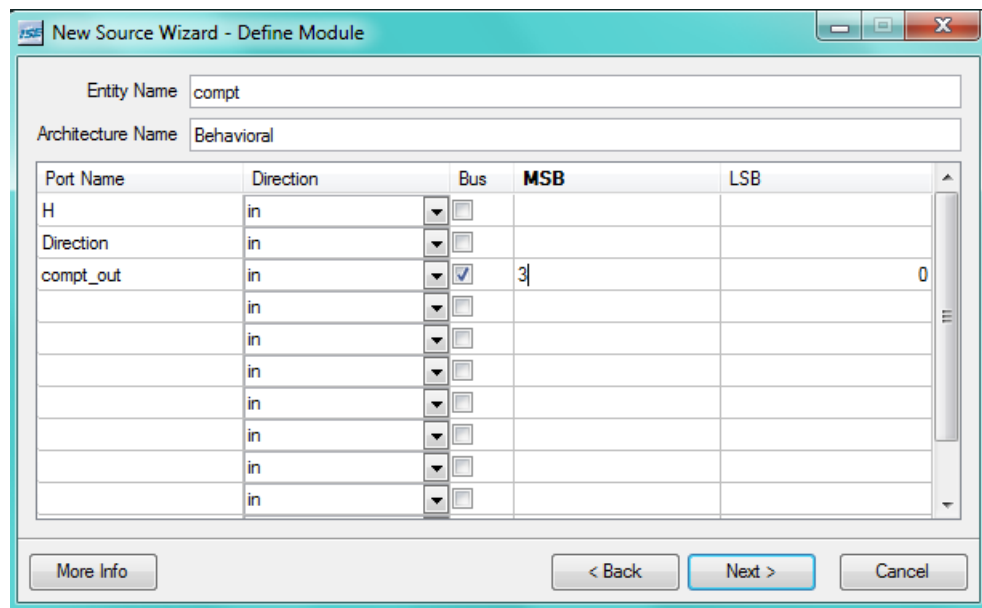 ISE New Source Wizard - Define Module
Entity Name compt
Architecture Name Behavioral
Port Name Direction Bus MSB LSB
H in
Direction in
compt_out in 3 0
in
in
in
in
in
in
in
More Info < Back Next > Cancel